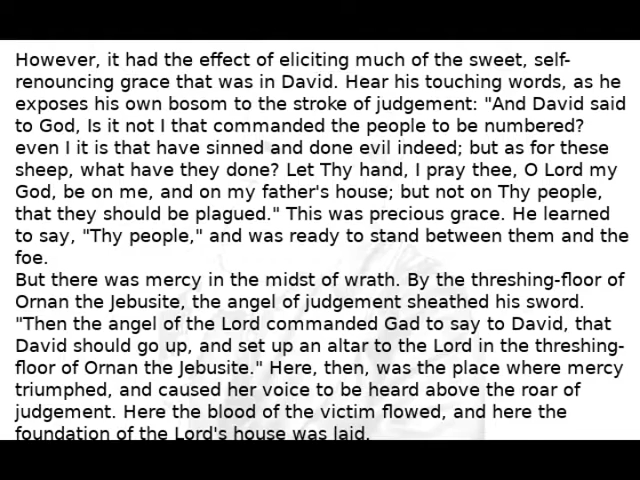 However, it had the effect of eliciting much of the sweet, self-
renouncing grace that was in David. Hear his touching words, as he
exposes his own bosom to the stroke of judgement: "And David said
to God, Is it not I that commanded the people to be numbered?
even I it is that have sinned and done evil indeed; but as for these
sheep, what have they done? Let Thy hand, I pray thee, O Lord my
God, be on me, and on my father's house; but not on Thy people,
that they should be plagued." This was precious grace. He learned
to say, "Thy people," and was ready to stand between them and the
foe.
But there was mercy in the midst of wrath. By the threshing-floor of
Ornan the Jebusite, the angel of judgement sheathed his sword.
"Then the angel of the Lord commanded Gad to say to David, that
David should go up, and set up an altar to the Lord in the threshing-
floor of Ornan the Jebusite." Here, then, was the place where mercy
triumphed, and caused her voice to be heard above the roar of
judgement. Here the blood of the victim flowed, and here the
foundation of the Lord's house was laid.